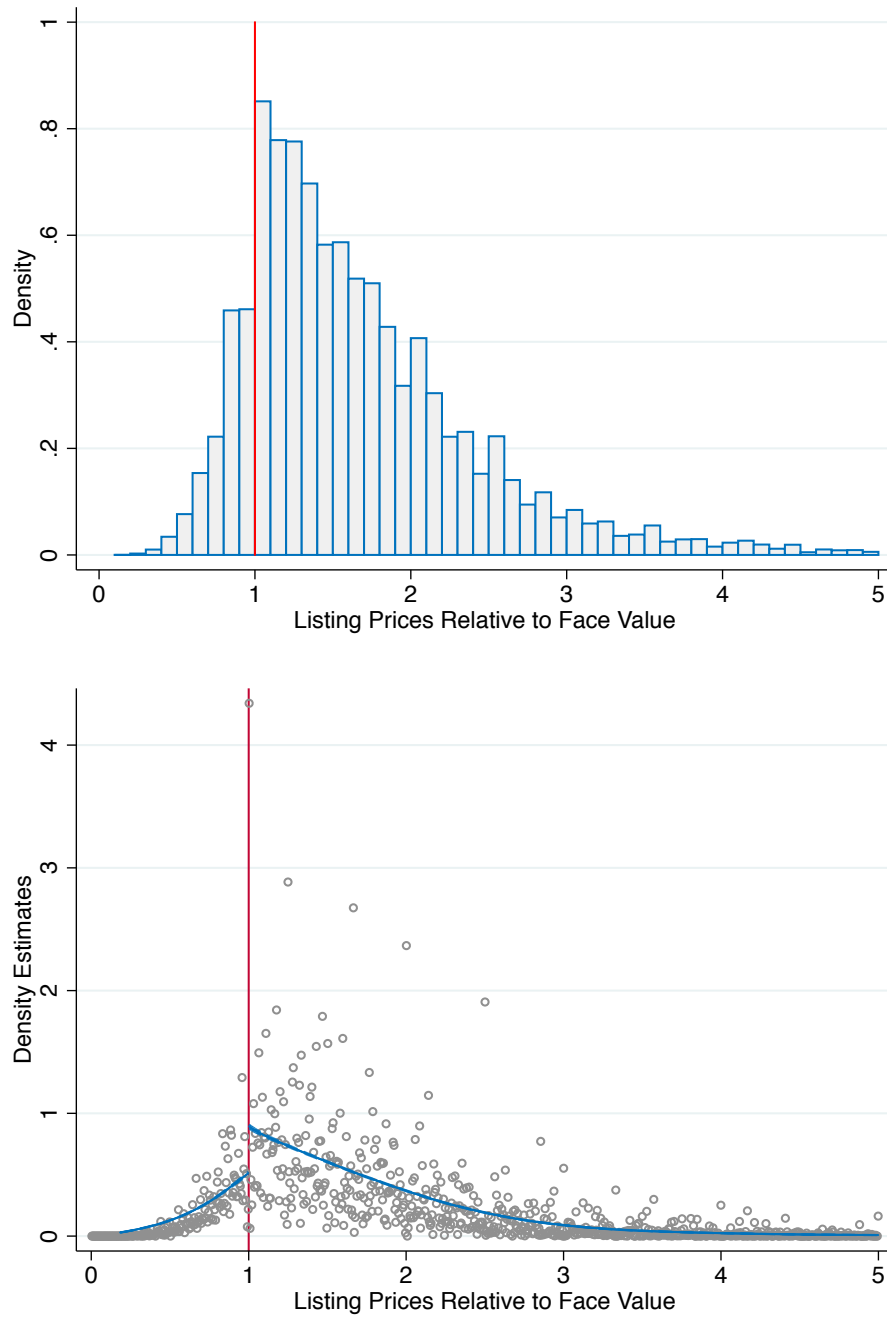 1
.8
.6
.4
.2
0
Density
0 1 2 3 4 5
Listing Prices Relative to Face Value
4
3
2
1
0
Density Estimates
0 1 2 3 4 5
Listing Prices Relative to Face Value